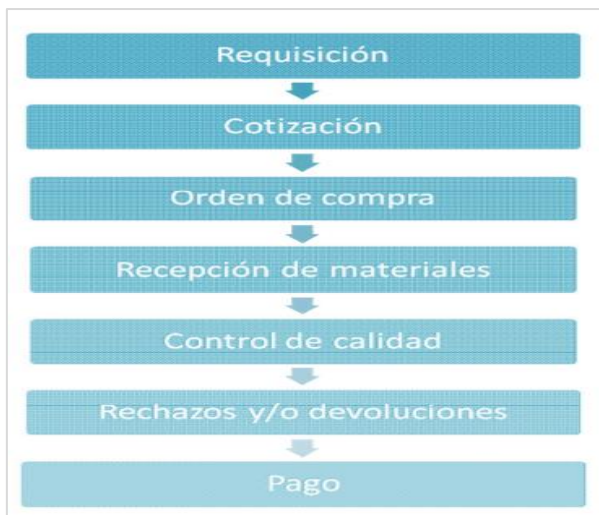 Requisición
Cotización
Orden de compra
Recepción de materiales
Control de calidad
Rechazos y/o devoluciones
Pago